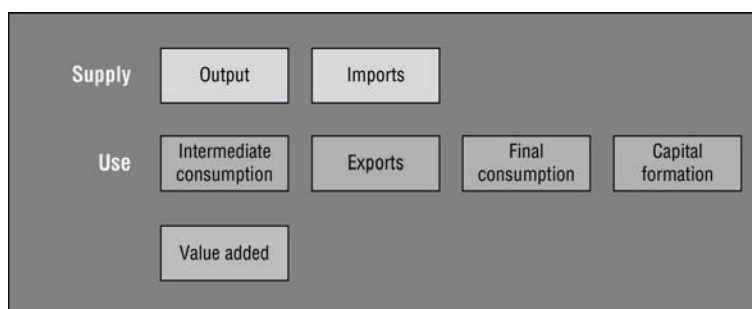 Supply Output Imports
Use Intermediate consumption Exports Final consumption Capital formation
Value added